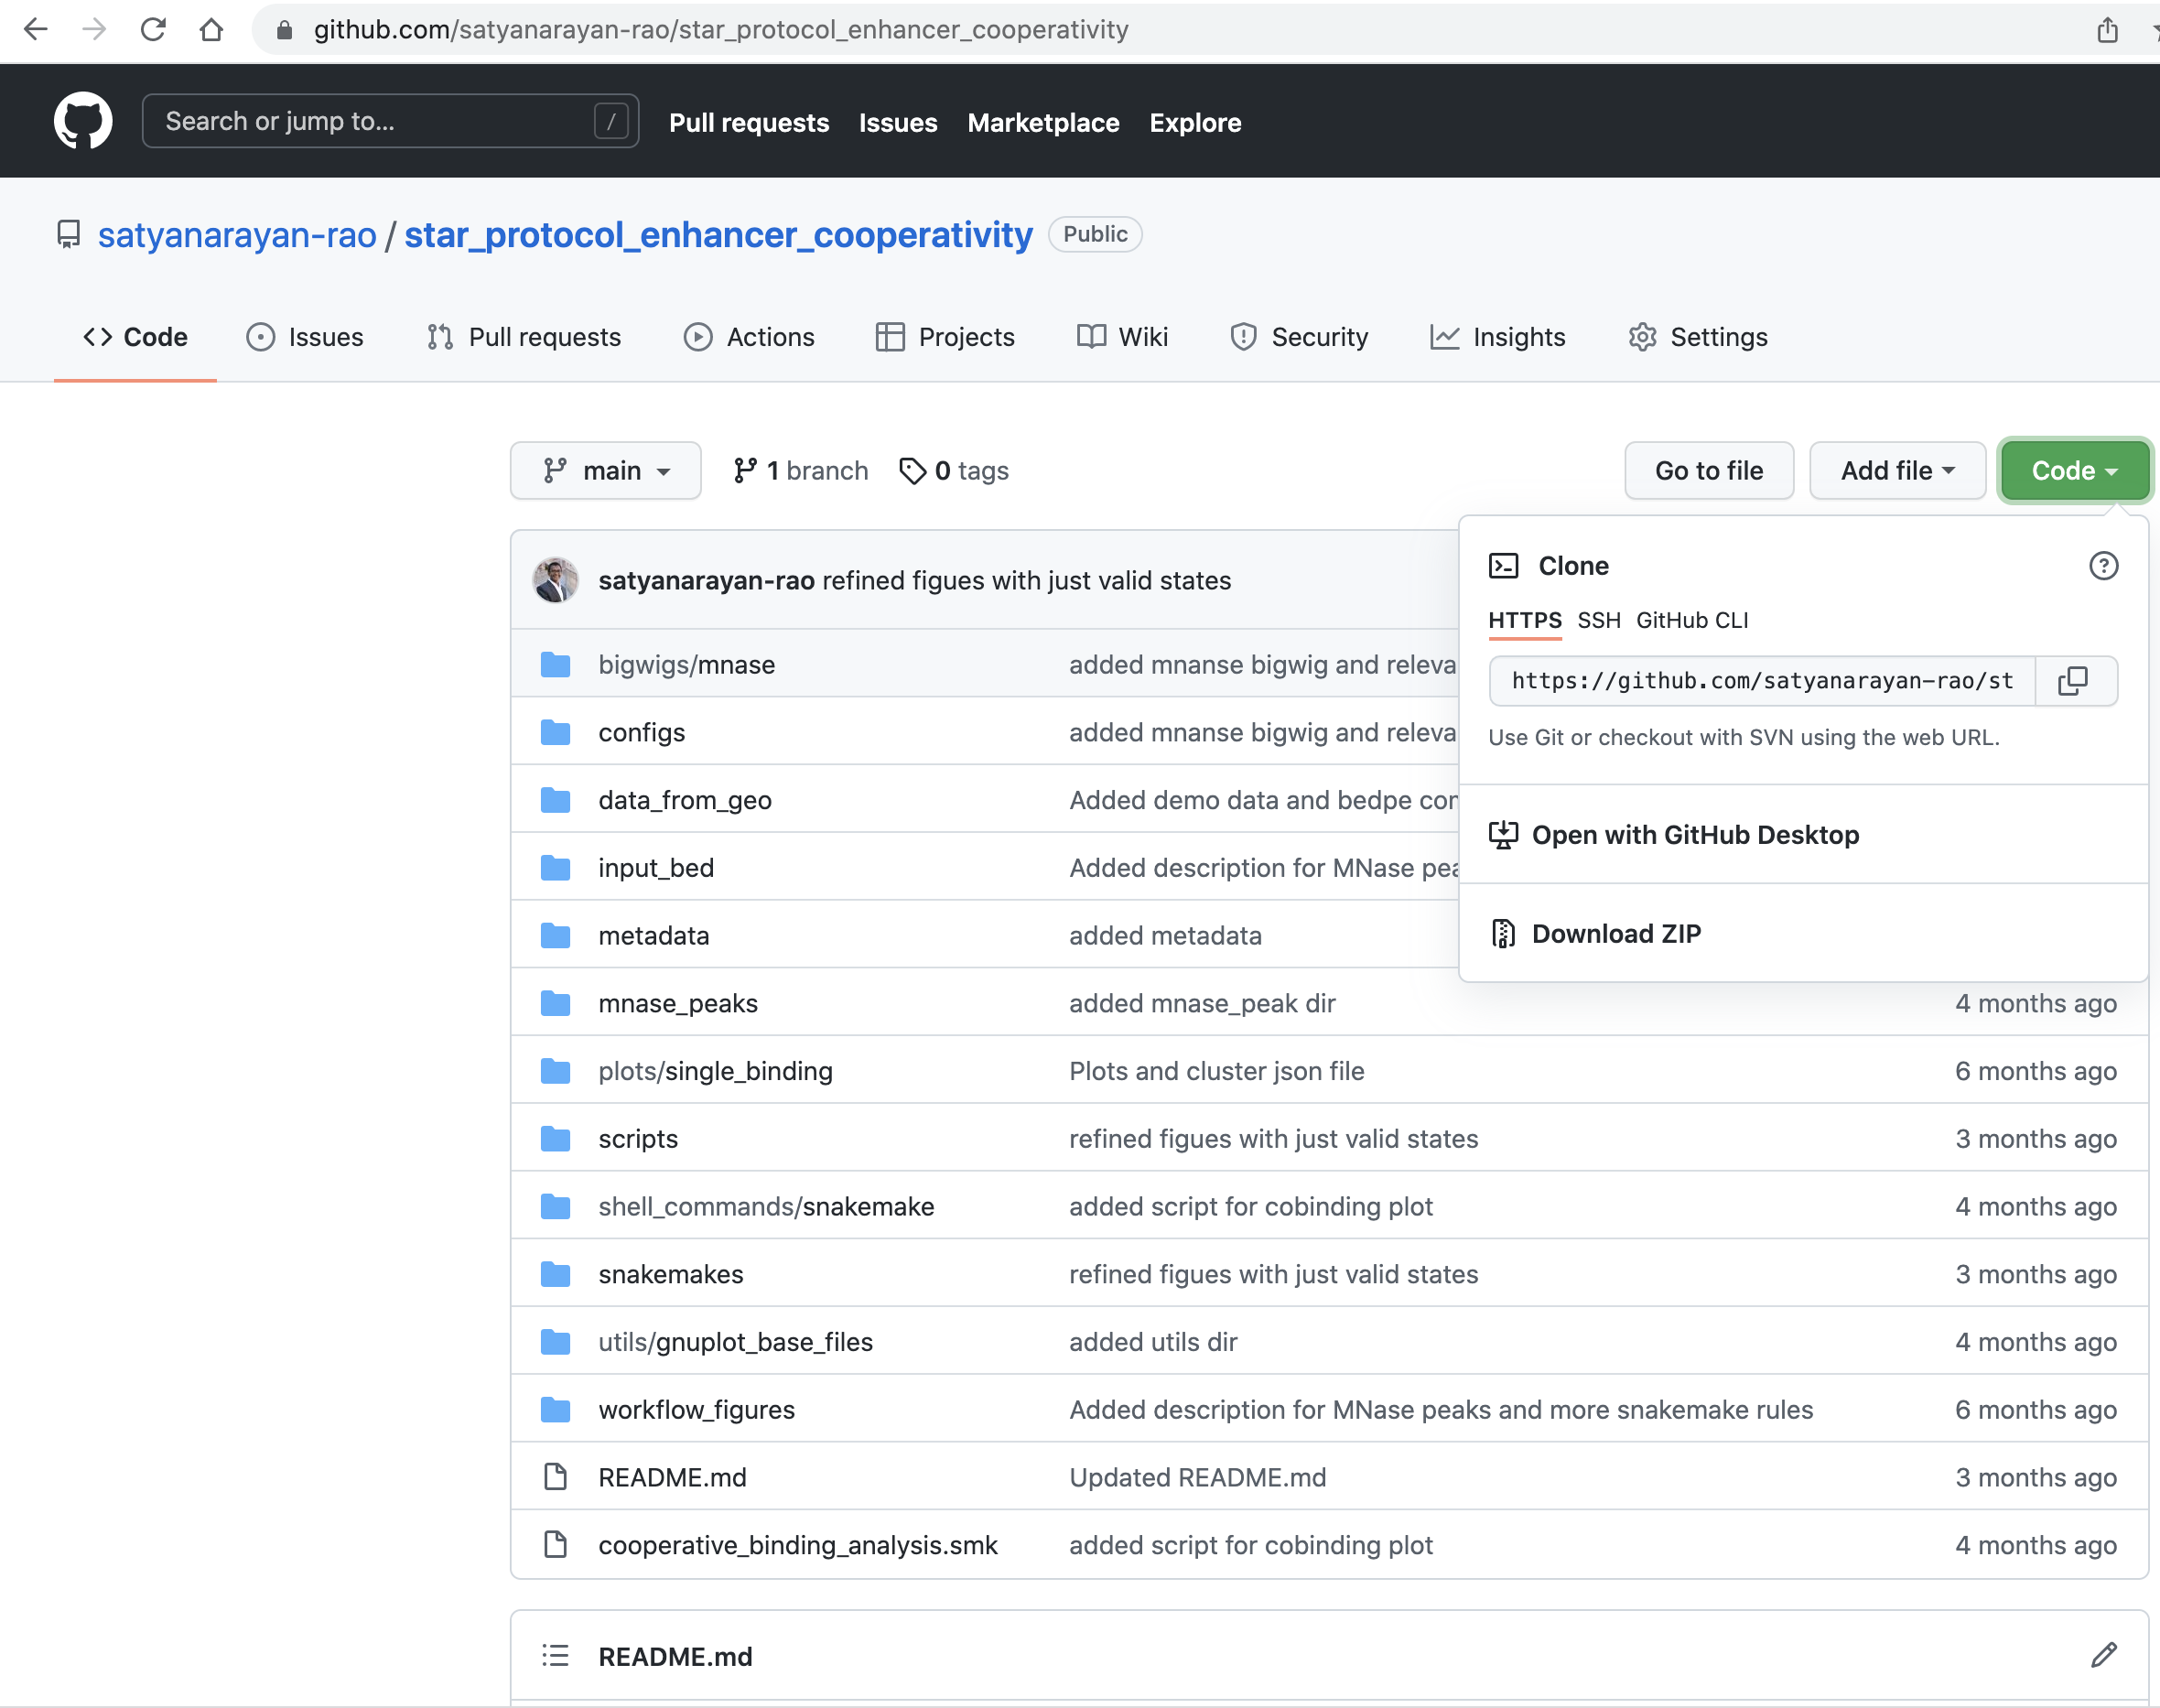 github.com/satyanarayan-rao/star_protocol_enhancer_cooperativity
Search or jump to... /
Pull requests Issues Marketplace Explore
satyanarayan-rao / star_protocol_enhancer_cooperativity Public
Code Issues Pull requests Actions Projects Wiki Security Insights Settings
main 1 branch 0 tags Go to file Add file Code
satyanarayan-rao refined figues with just valid states
Clone
HTTPS SSH GitHub CLI
https://github.com/satyanarayan-rao/st
Use Git or checkout with SVN using the web URL.
Open with GitHub Desktop
Download ZIP
bigwigs/mnase added mnanse bigwig and releva
configs added mnanse bigwig and releva
data_from_geo Added demo data and bedpe con
input_bed Added description for MNase pea
metadata added metadata
mnase_peaks added mnase_peak dir 4 months ago
plots/single_binding Plots and cluster json file 6 months ago
scripts refined figues with just valid states 3 months ago
shell_commands/snakemake added script for cobinding plot 4 months ago
snakemakes refined figues with just valid states 3 months ago
utils/gnuplot_base_files added utils dir 4 months ago
workflow_figures Added description for MNase peaks and more snakemake rules 6 months ago
README.md Updated README.md 3 months ago
cooperative_binding_analysis.smk added script for cobinding plot 4 months ago
README.md